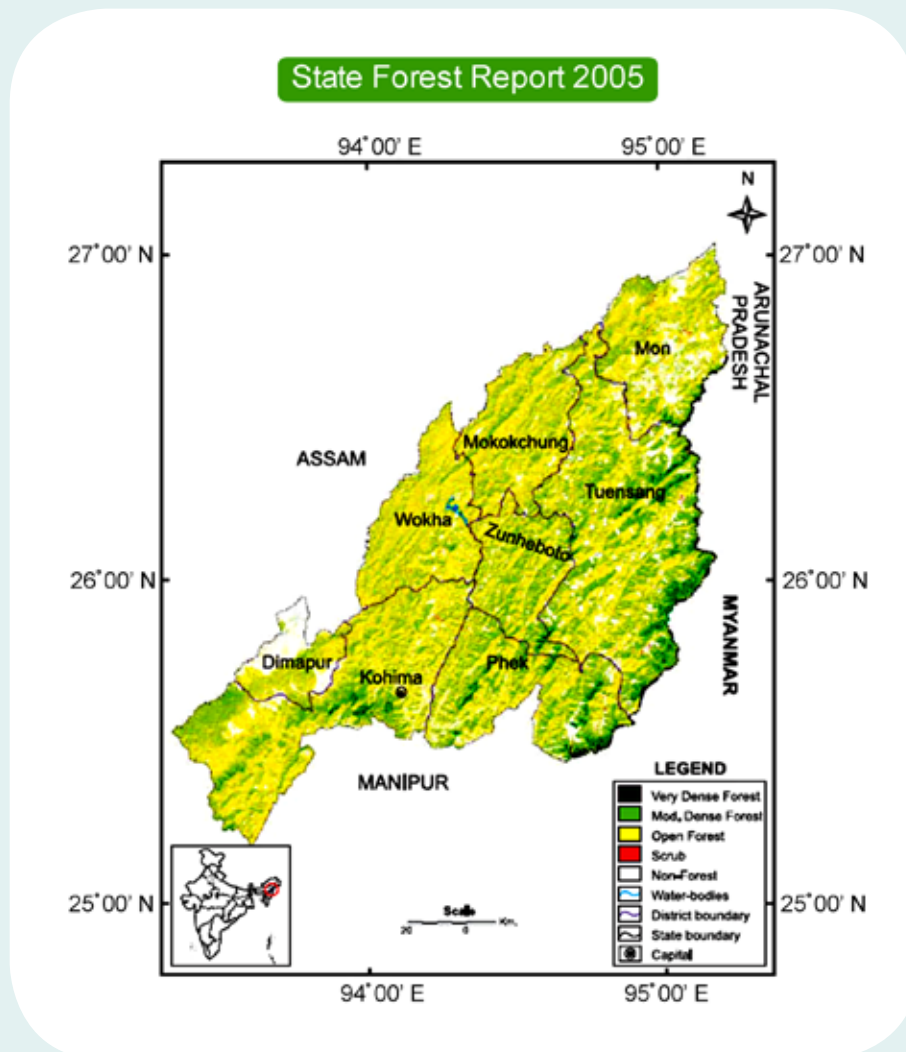 State Forest Report 2005
94°00' E
95°00' E
N
27°00' N
27°00' N
ARUNACHAL
PRADESH
Mon
Mokokchung
ASSAM
Tuensang
Wokha
Zunheboto
26°00' N
26°00' N
MYANMAR
Dimapur
Phek
Kohima
MANIPUR
LEGEND
Very Dense Forest
Mod. Dense Forest
Open Forest
Scrub
Non-Forest
Water-bodies
District boundary
State boundary
Capital
25°00' N
25°00' N
Scale
20 0 Km.
94°00' E
95°00' E